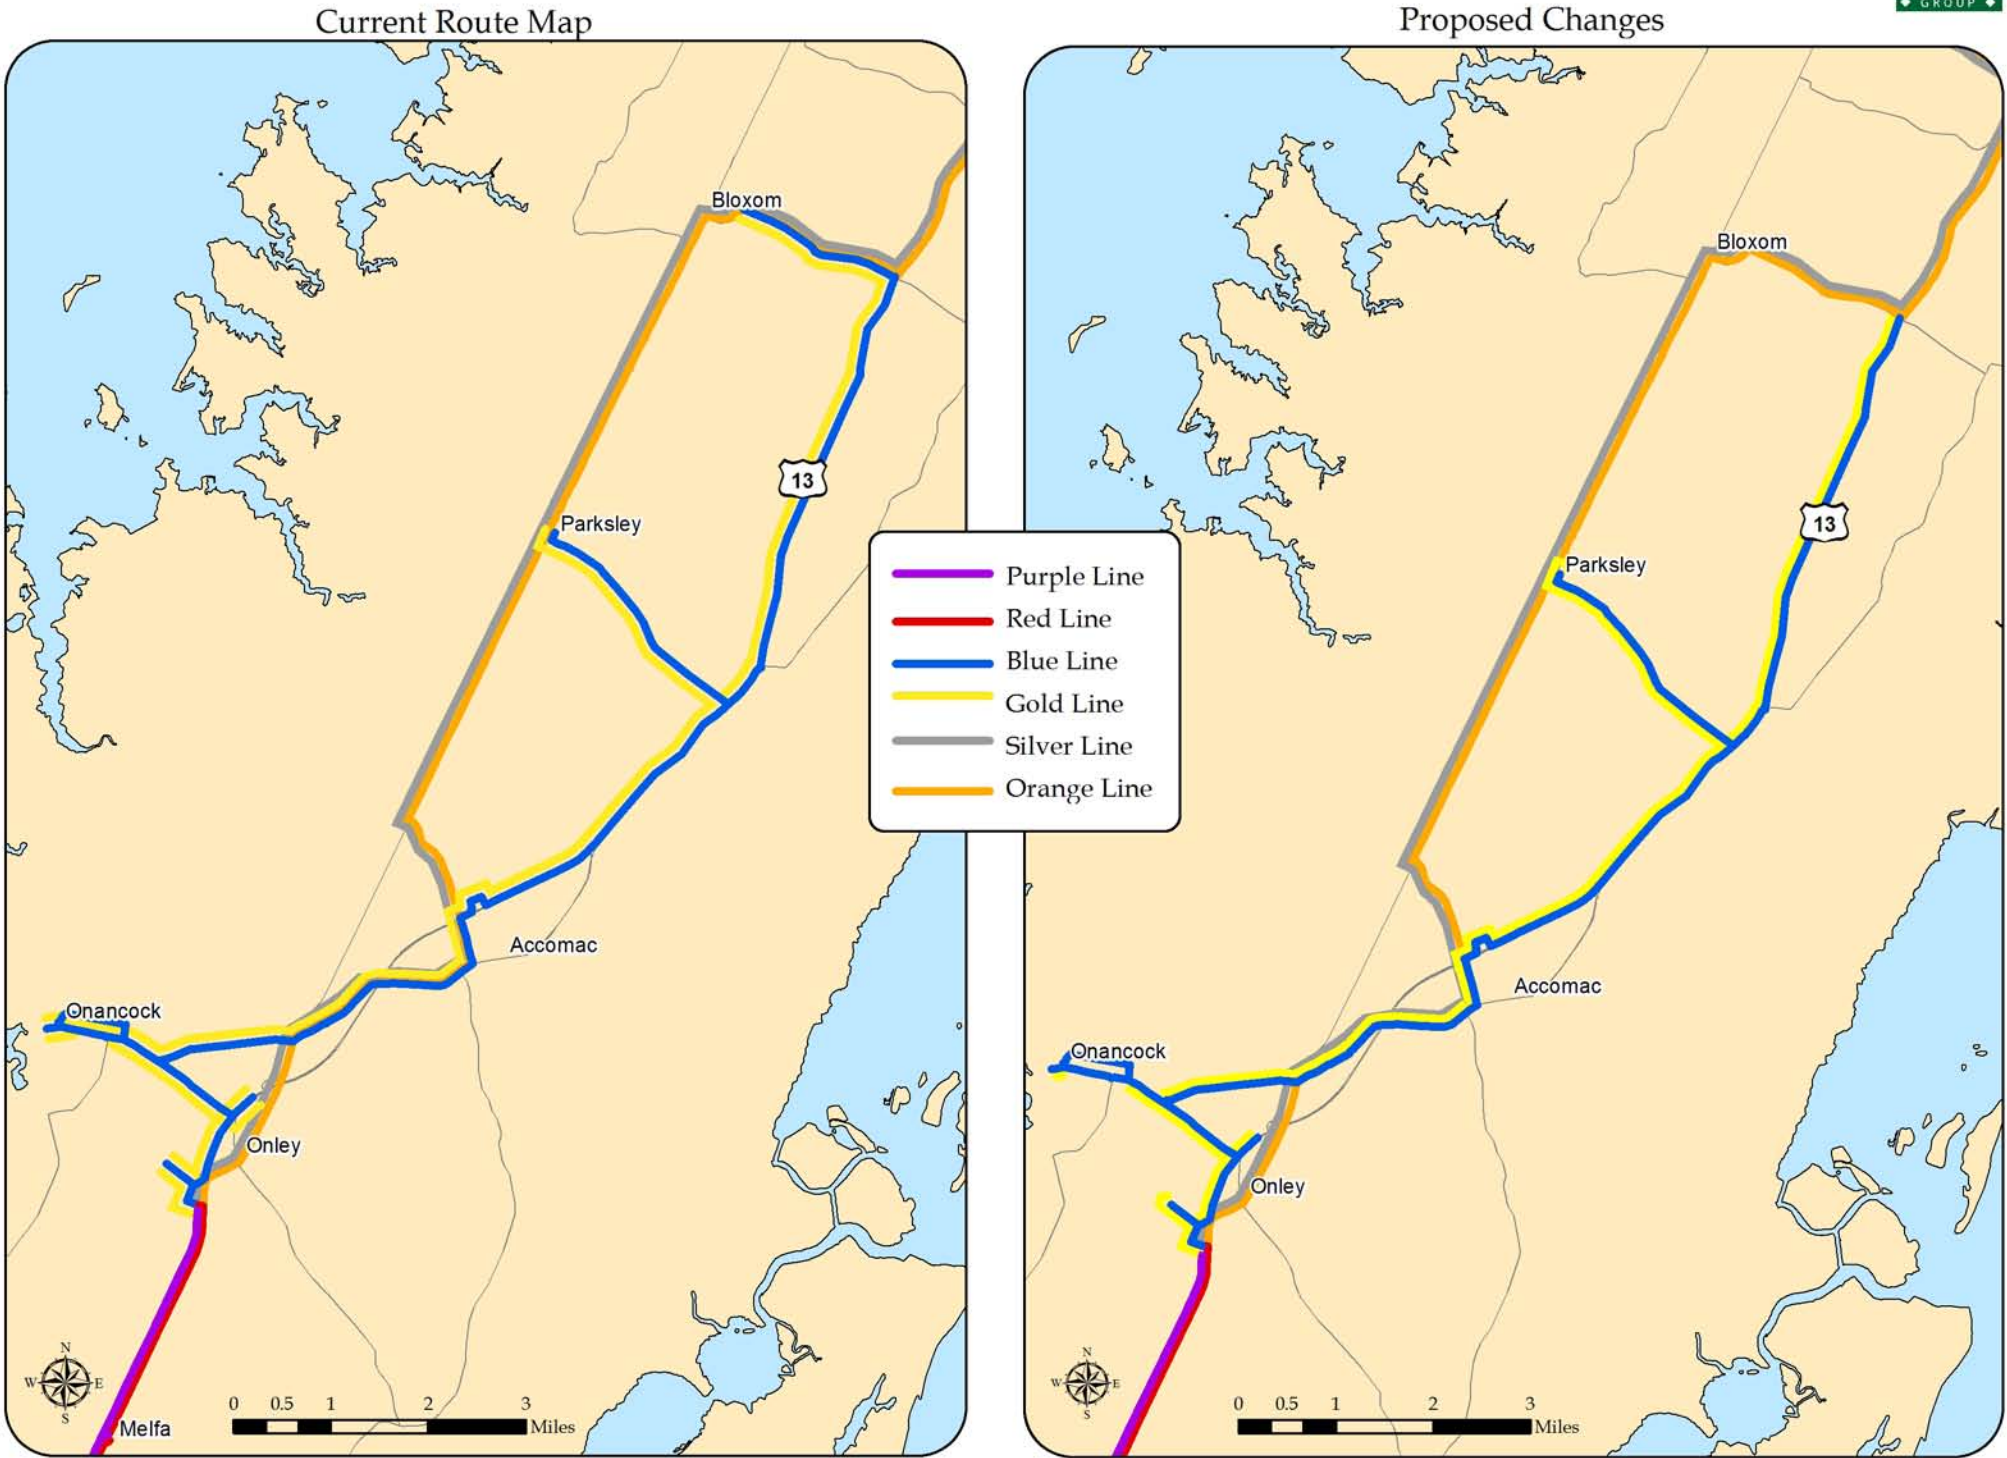 Current Route Map
Bloxom
13
Parksley
Accomac
Onancock
Onley
Melfa
N
W E
S
0 0.5 1 2 3
Miles
Purple Line
Red Line
Blue Line
Gold Line
Silver Line
Orange Line
GROUP
Proposed Changes
Bloxom
13
Parksley
Accomac
Onancock
Onley
N
W E
S
0 0.5 1 2 3
Miles